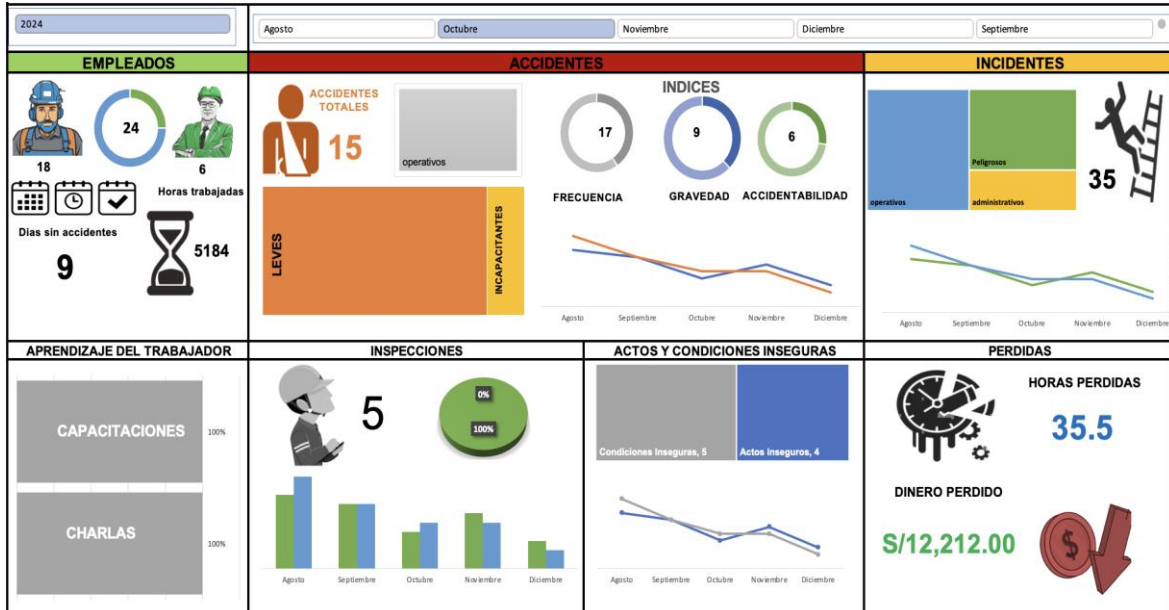 2024
Agosto
Octubre
Noviembre
Diciembre
Septiembre
EMPLEADOS
24
18
6
Horas trabajadas
Dias sin accidentes
9
5184
ACCIDENTES
ACCIDENTES
TOTALES
15
operativos
INDICES
17
9
6
FRECUENCIA
GRAVEDAD
ACCIDENTABILIDAD
LEVES
INCAPACITANTES
Agosto
Septiembre
Octubre
Noviembre
Diciembre
INCIDENTES
operativos
Peligrosos
administrativos
35
Agosto
Septiembre
Octubre
Noviembre
Diciembre
APRENDIZAJE DEL TRABAJADOR
CAPACITACIONES
100%
CHARLAS
100%
INSPECCIONES
5
0%
100%
Agosto
Septiembre
Octubre
Noviembre
Diciembre
ACTOS Y CONDICIONES INSEGURAS
Condiciones Inseguras, 5
Actos inseguros, 4
Agosto
Septiembre
Octubre
Noviembre
Diciembre
PERDIDAS
HORAS PERDIDAS
35.5
DINERO PERDIDO
S/12,212.00
$